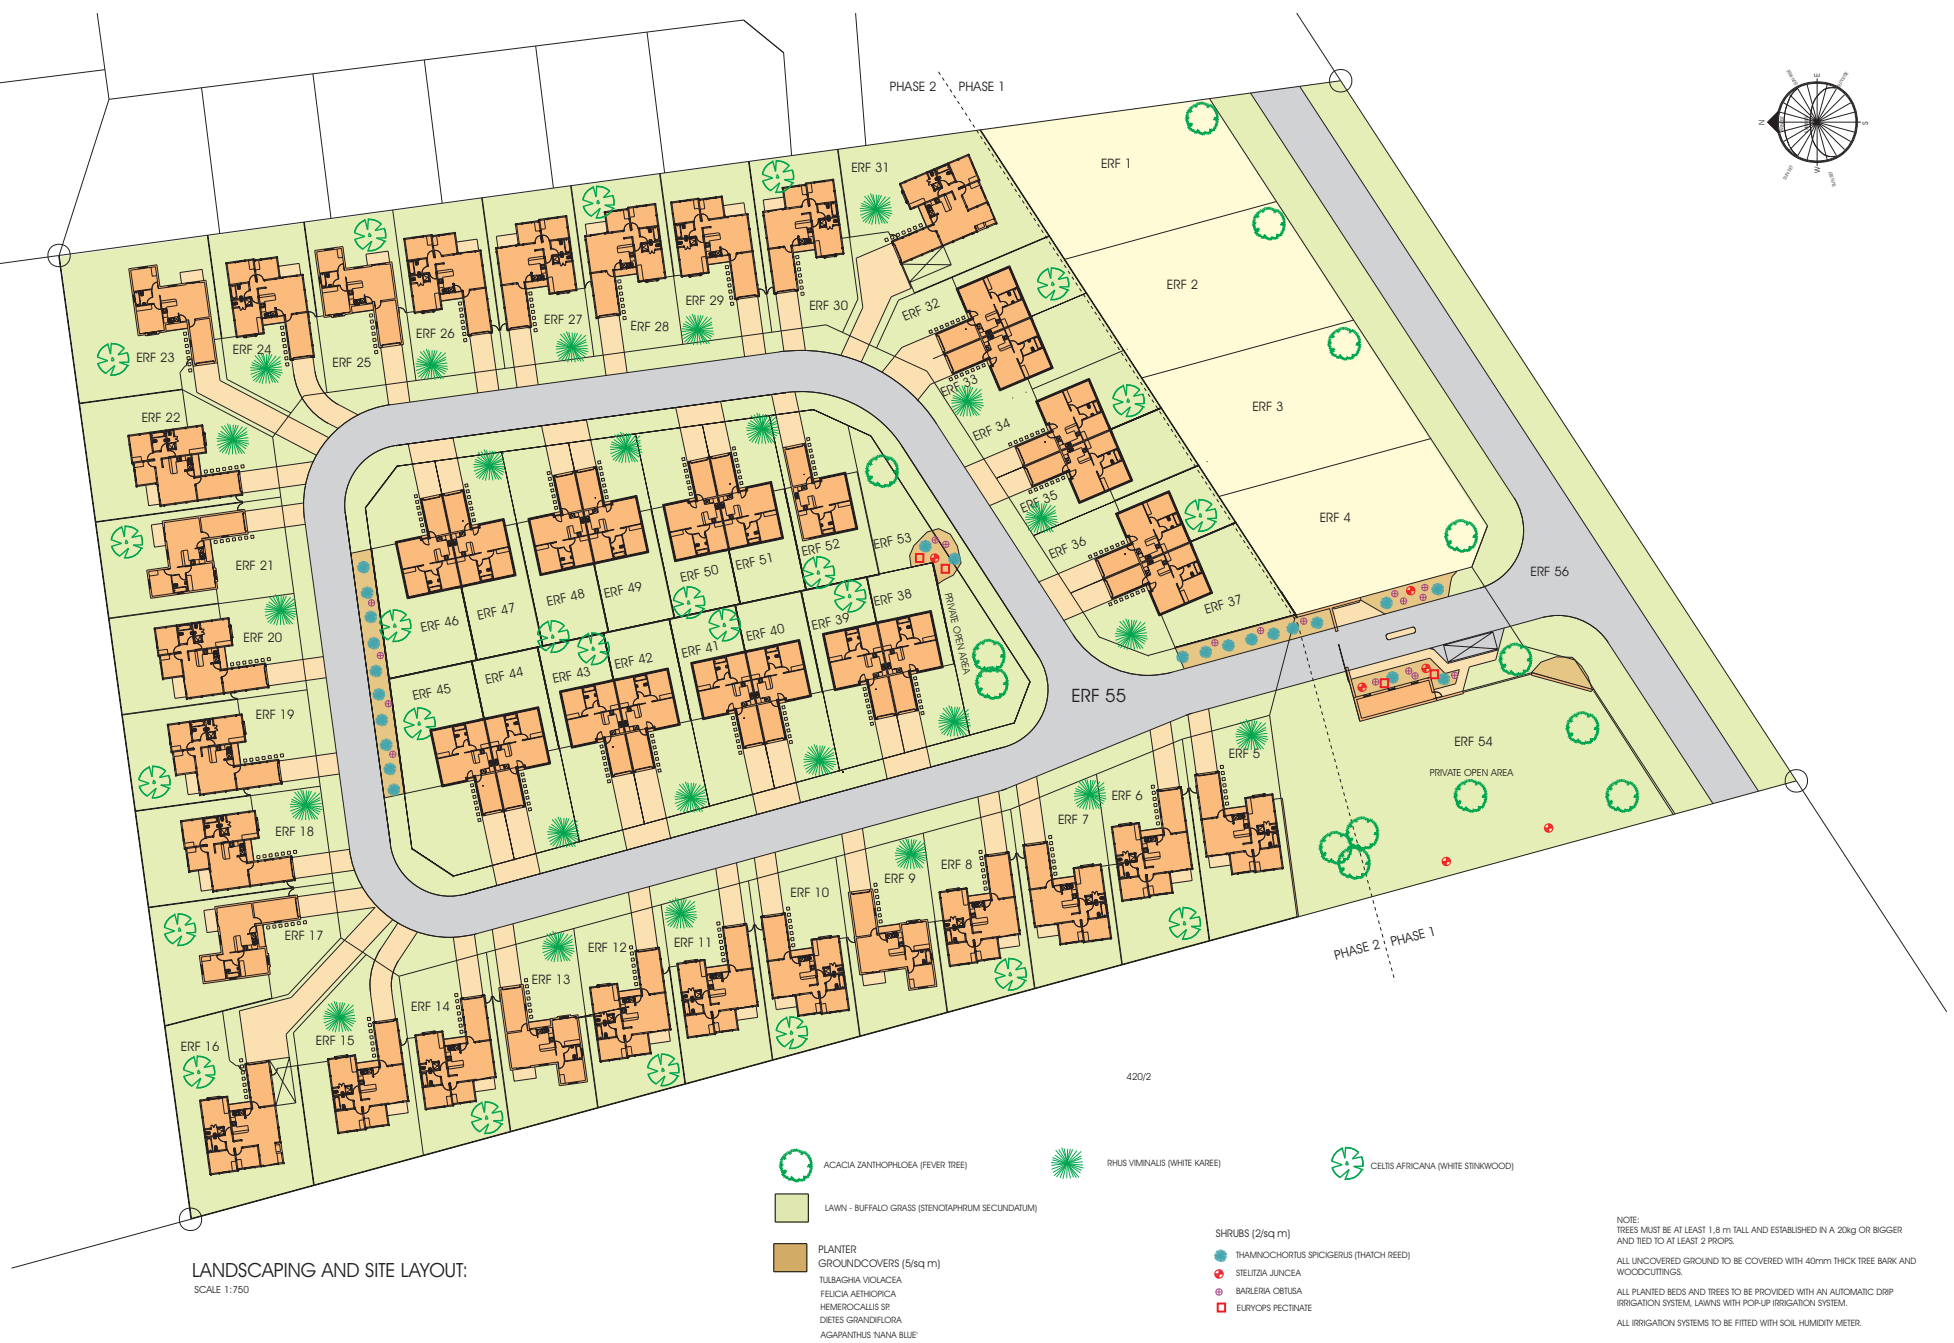 PHASE 2 PHASE 1
E
N
S
W
ERF 1
ERF 31
ERF 2
ERF 30
ERF 32
ERF 29
ERF 28
ERF 27
ERF 26
ERF 25
ERF 24
ERF 23
ERF 33
ERF 3
ERF 22
ERF 34
ERF 35
ERF 4
ERF 21
ERF 36
ERF 53
ERF 52
ERF 51
ERF 50
ERF 49
ERF 48
ERF 47
ERF 46
ERF 56
ERF 37
ERF 38
ERF 39
ERF 40
ERF 41
ERF 42
ERF 43
ERF 44
ERF 45
PRIVATE OPEN AREA
ERF 20
ERF 19
ERF 55
ERF 54
PRIVATE OPEN AREA
ERF 5
ERF 6
ERF 7
ERF 8
ERF 9
ERF 10
ERF 11
ERF 12
ERF 13
ERF 14
ERF 15
ERF 16
ERF 17
ERF 18
PHASE 2 PHASE 1
420/2
ACACIA ZANTHOPHLOEA (FEVER TREE)
RHUS VIMINALIS (WHITE KAREE)
CELTIS AFRICANA (WHITE STINKWOOD)
LAWN - BUFFALO GRASS (STENOTAPHRUM SECUNDATUM)
PLANTER
GROUNDCOVERS (5/sq m)
TULBAGHIA VIOLACEA
FELICIA AETHIOPICA
HEMEROCALLIS SP.
DIETES GRANDIFLORA
AGAPANTHUS 'NANA BLUE'
SHRUBS (2/sq m)
THAMNOCHORTUS SPICIGERUS (THATCH REED)
STELITZIA JUNCEA
BARLERIA OBTUSA
EURYOPS PECTINATE
NOTE:
TREES MUST BE AT LEAST 1,8 m TALL AND ESTABLISHED IN A 20kg OR BIGGER
AND TIED TO AT LEAST 2 PROPS.
ALL UNCOVERED GROUND TO BE COVERED WITH 40mm THICK TREE BARK AND
WOODCUTTINGS.
ALL PLANTED BEDS AND TREES TO BE PROVIDED WITH AN AUTOMATIC DRIP
IRRIGATION SYSTEM, LAWNS WITH POP-UP IRRIGATION SYSTEM.
ALL IRRIGATION SYSTEMS TO BE FITTED WITH SOIL HUMIDITY METER.
LANDSCAPING AND SITE LAYOUT:
SCALE 1:750